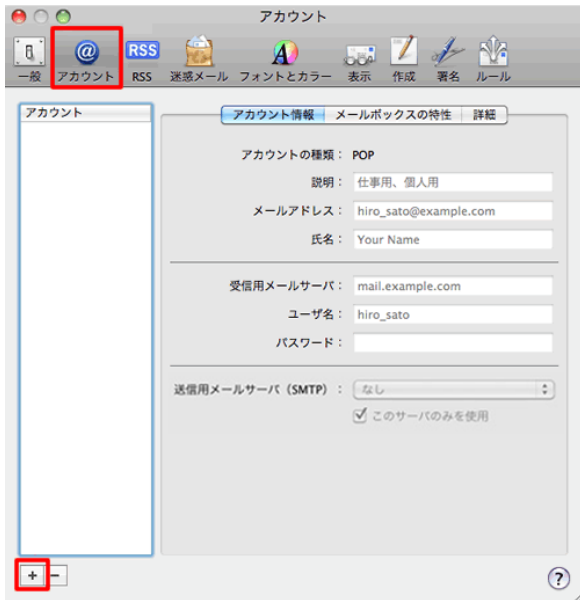 アカウント
一般 アカウント RSS 迷惑メール フォントとカラー 表示 作成 署名 ルール
RSS
アカウント
アカウント情報 メールボックスの特性 詳細
アカウントの種類： POP
説明： 仕事用、個人用
メールアドレス： hiro_sato@example.com
氏名： Your Name
受信用メールサーバ： mail.example.com
ユーザ名： hiro_sato
パスワード：
送信用メールサーバ（SMTP）： なし
このサーバのみを使用
+ − ?